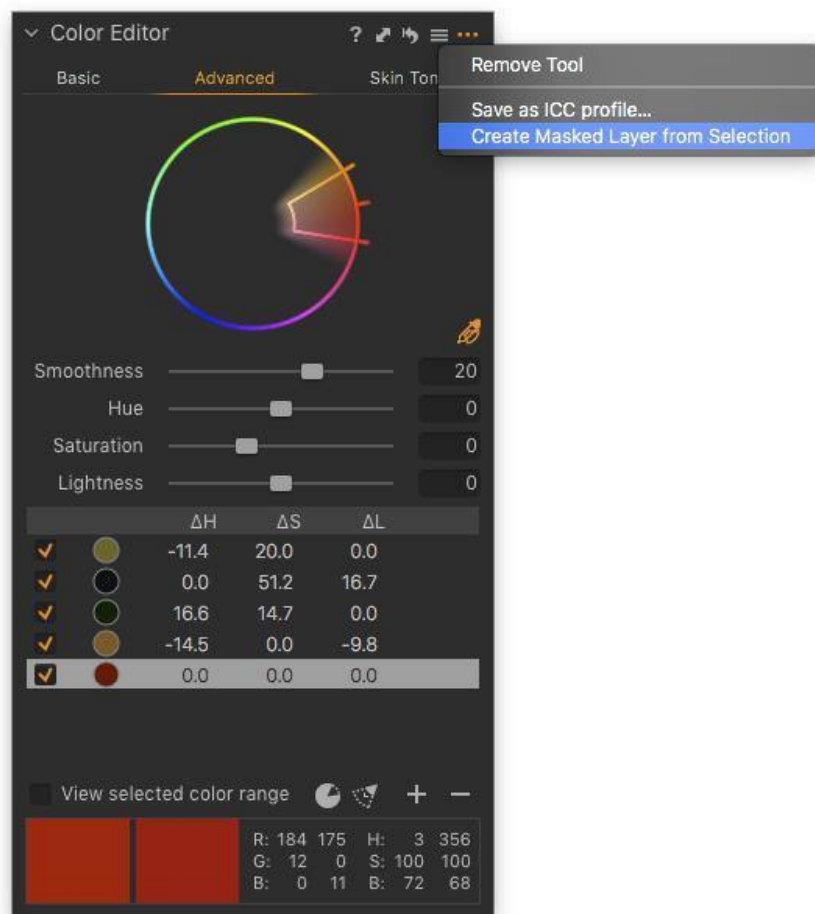 Color Editor ?
Remove Tool
Basic Advanced Skin Ton
Save as ICC profile...
Create Masked Layer from Selection
Smoothness 20
Hue 0
Saturation 0
Lightness 0
ΔH ΔS ΔL
-11.4 20.0 0.0
0.0 51.2 16.7
16.6 14.7 0.0
-14.5 0.0 -9.8
0.0 0.0 0.0
View selected color range
R: 184 175 H: 3 356
G: 12 0 S: 100 100
B: 0 11 B: 72 68